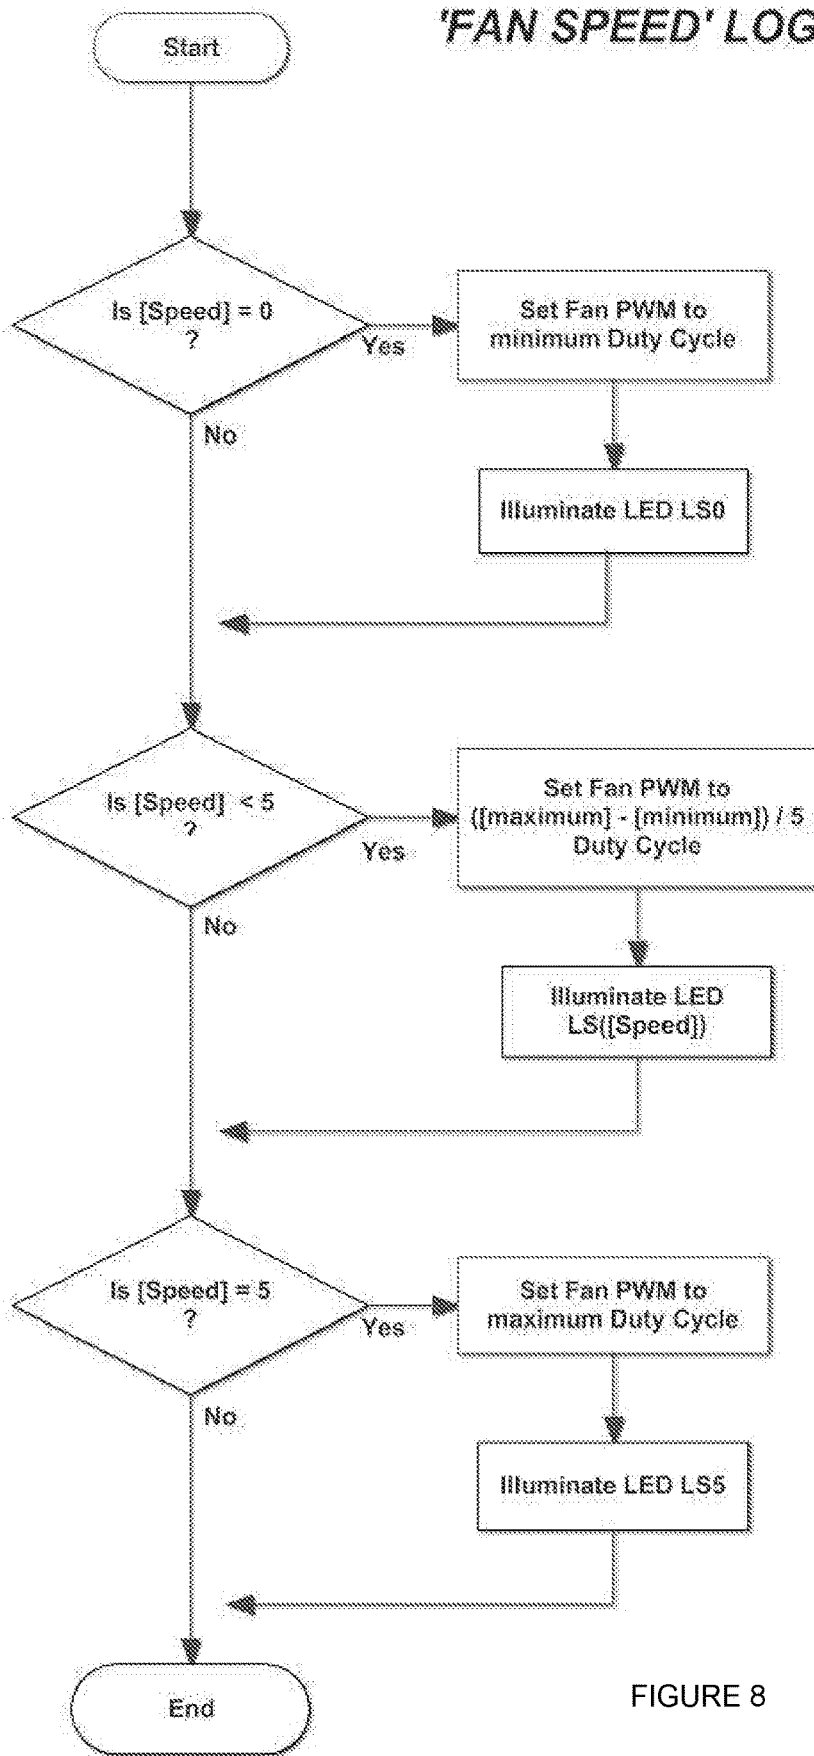 'FAN SPEED' LOG
Start
Is [Speed] = 0
?
Yes
No
Set Fan PWM to
minimum Duty Cycle
Illuminate LED LS0
Is [Speed] < 5
?
Yes
No
Set Fan PWM to
([maximum] - [minimum]) / 5
Duty Cycle
Illuminate LED
LS([Speed])
Is [Speed] = 5
?
Yes
No
Set Fan PWM to
maximum Duty Cycle
Illuminate LED LS5
End
FIGURE 8